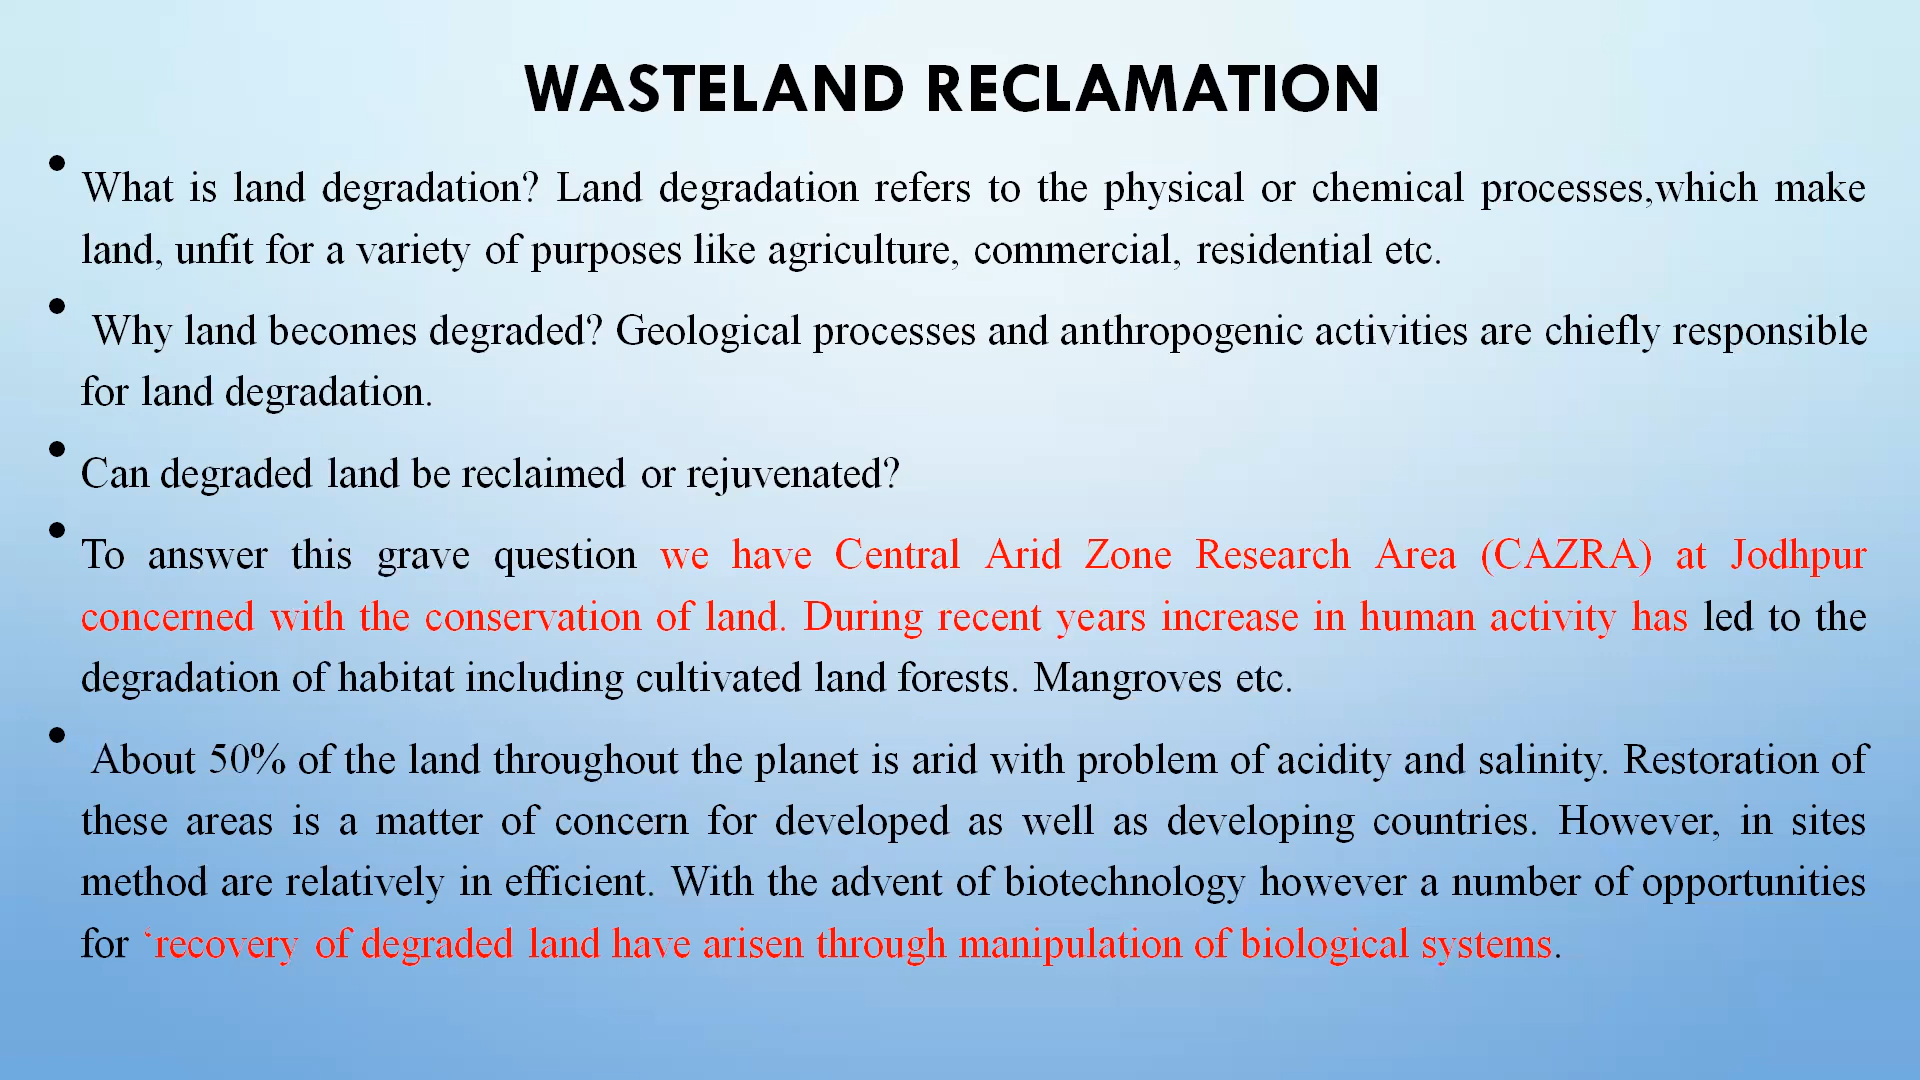 WASTELAND RECLAMATION
• What is land degradation? Land degradation refers to the physical or chemical processes,which make
land, unfit for a variety of purposes like agriculture, commercial, residential etc.
• Why land becomes degraded? Geological processes and anthropogenic activities are chiefly responsible
for land degradation.
• Can degraded land be reclaimed or rejuvenated?
• To answer this grave question we have Central Arid Zone Research Area (CAZRA) at Jodhpur
concerned with the conservation of land. During recent years increase in human activity has led to the
degradation of habitat including cultivated land forests. Mangroves etc.
• About 50% of the land throughout the planet is arid with problem of acidity and salinity. Restoration of
these areas is a matter of concern for developed as well as developing countries. However, in sites
method are relatively in efficient. With the advent of biotechnology however a number of opportunities
for ‘recovery of degraded land have arisen through manipulation of biological systems.